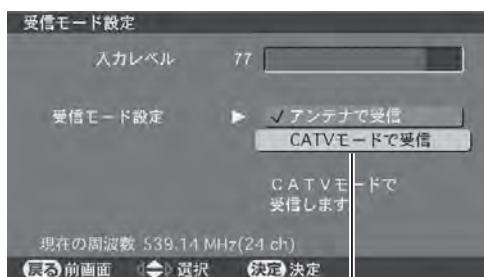 受信モード設定
入力レベル 77
受信モード設定 ▶ ✓アンテナで受信
CATVモードで受信
CATVモードで
受信します
現在の周波数 539.14 MHz(24 ch)
戻る 前画面 選択 決定 決定